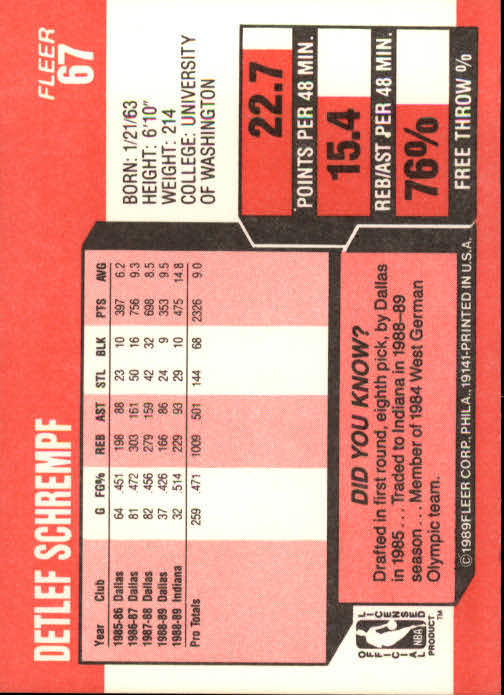 DETLEF SCHREMPF
FLEER
67
Year Club G FG% REB AST STL BLK PTS AVG
1985-86 Dallas 64 .451 198 88 23 10 397 6.2
1986-87 Dallas 81 .472 303 161 50 16 756 9.3
1987-88 Dallas 82 .456 279 159 42 32 698 8.5
1988-89 Dallas 37 .426 166 86 24 9 353 9.5
1988-89 Indiana 32 .514 229 93 29 10 475 14.8
Pro Totals 259 .471 1009 501 144 68 2326 9.0
BORN: 1/21/63
HEIGHT: 6'10"
WEIGHT: 214
COLLEGE: UNIVERSITY
OF WASHINGTON
OFFICIAL LICENSED
NBA
PRODUCT™
DID YOU KNOW?
Drafted in first round, eighth pick, by Dallas
in 1985 . . . Traded to Indiana in 1988-89
season . . . Member of 1984 West German
Olympic team.
22.7
POINTS PER 48 MIN.
15.4
REB/AST PER 48 MIN.
76%
FREE THROW %
©1989FLEER CORP., PHILA., 19141-PRINTED IN U.S.A.